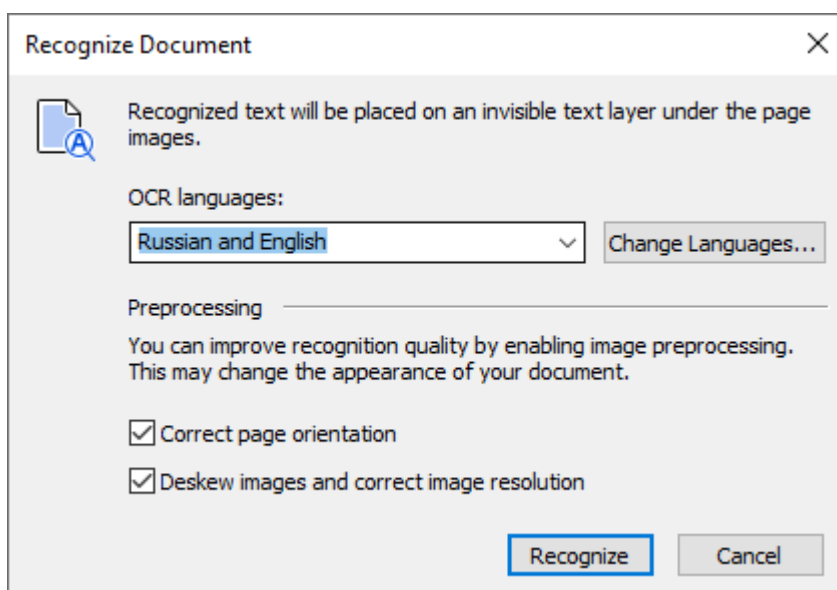 Recognize Document
Recognized text will be placed on an invisible text layer under the page
images.
OCR languages:
Russian and English
Change Languages...
Preprocessing
You can improve recognition quality by enabling image preprocessing.
This may change the appearance of your document.
Correct page orientation
Deskew images and correct image resolution
Recognize
Cancel